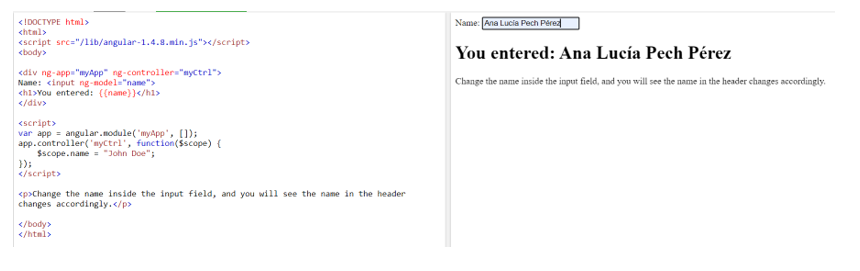 <!DOCTYPE html>
<html>
<script src="/lib/angular-1.4.8.min.js"></script>
<body>
<div ng-app="myApp" ng-controller="myCtrl">
Name: <input ng-model="name">
<h1>You entered: {{name}}</h1>
</div>
<script>
var app = angular.module('myApp', []);
app.controller('myCtrl', function($scope) {
    $scope.name = "John Doe";
});
</script>
<p>Change the name inside the input field, and you will see the name in the header
changes accordingly.</p>
</body>
</html>
Name: Ana Lucía Pech Pérez
You entered: Ana Lucía Pech Pérez
Change the name inside the input field, and you will see the name in the header changes accordingly.